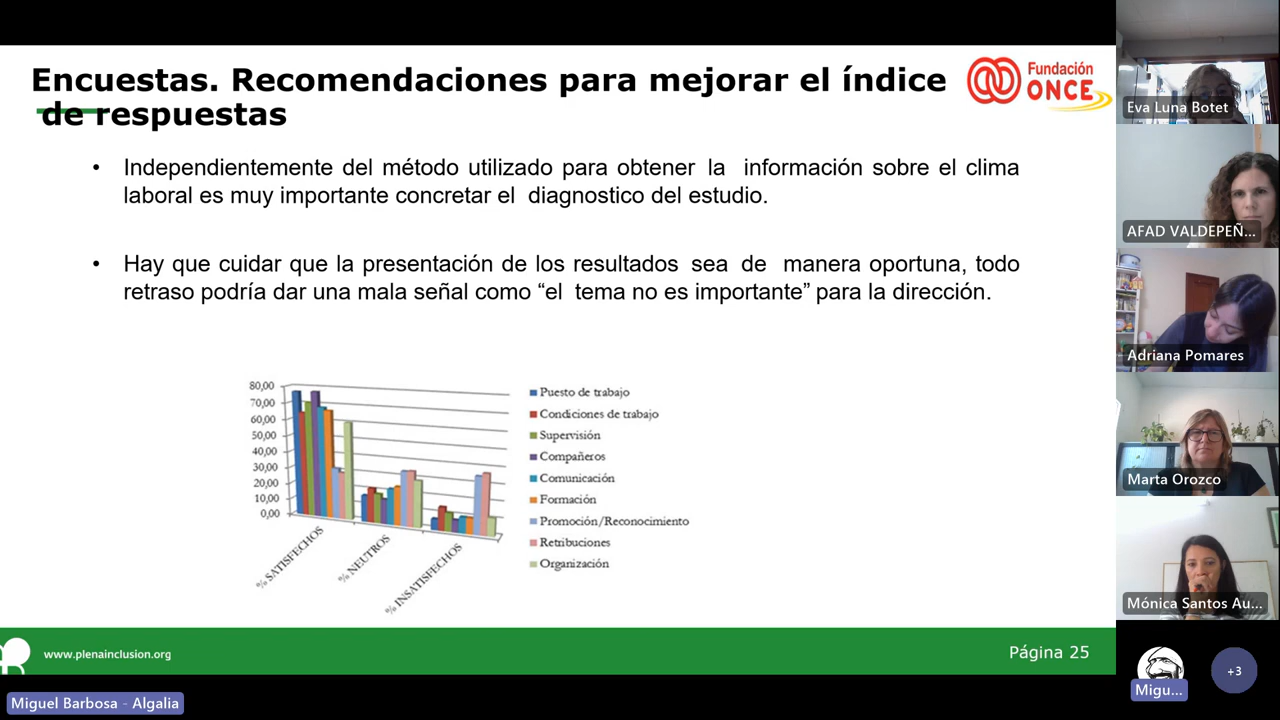 Encuestas. Recomendaciones para mejorar el índice
de respuestas
Fundación
ONCE
• Independientemente del método utilizado para obtener la información sobre el clima
laboral es muy importante concretar el diagnostico del estudio.
• Hay que cuidar que la presentación de los resultados sea de manera oportuna, todo
retraso podría dar una mala señal como “el tema no es importante” para la dirección.
80,00
70,00
60,00
50,00
40,00
30,00
20,00
10,00
0,00
% SATISFECHOS
% NEUTROS
% INSATISFECHOS
Puesto de trabajo
Condiciones de trabajo
Supervisión
Compañeros
Comunicación
Formación
Promoción/Reconocimiento
Retribuciones
Organización
www.plenainclusion.org
Página 25
Miguel Barbosa - Algalia
Eva Luna Botet
AFAD VALDEPEÑ...
Adriana Pomares
Marta Orozco
Mónica Santos Au...
Migu...
+3